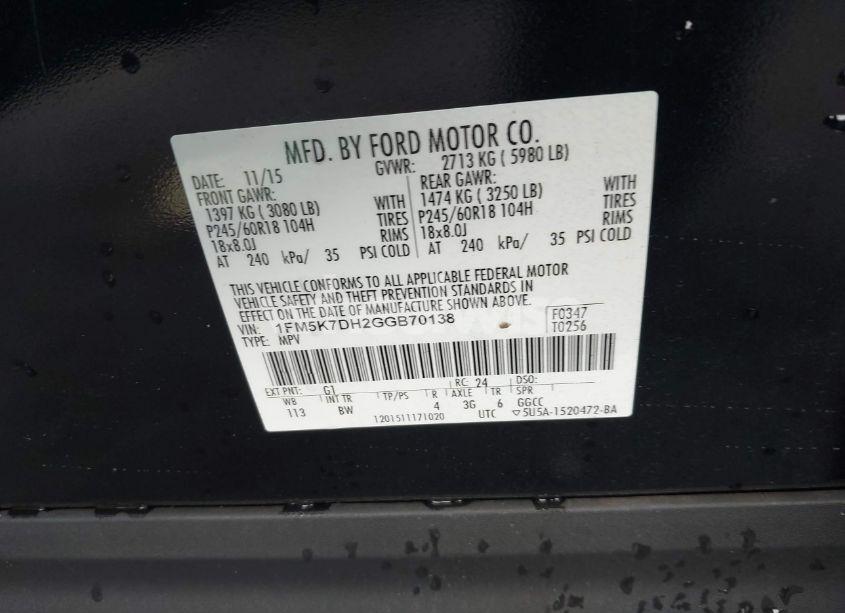 MFD. BY FORD MOTOR CO.
DATE: 11/15 GVWR: 2713 KG ( 5980 LB)
FRONT GAWR: REAR GAWR:
1397 KG ( 3080 LB) WITH 1474 KG ( 3250 LB) WITH
P245/60R18 104H TIRES P245/60R18 104H TIRES
18x8.0J RIMS 18x8.0J RIMS
AT 240 kPa/ 35 PSI COLD AT 240 kPa/ 35 PSI COLD
THIS VEHICLE CONFORMS TO ALL APPLICABLE FEDERAL MOTOR
VEHICLE SAFETY AND THEFT PREVENTION STANDARDS IN
EFFECT ON THE DATE OF MANUFACTURE SHOWN ABOVE.
VIN: 1FM5K7DH2GGB70138 F0347
TYPE: MPV T0256
EXT PNT: G1 RC: 24 DSO:
WB INT TR TP/PS R AXLE TR SPR
113 BW 4 3G 6 GGCC
1201511171020 UTC ▽5U5A-1520472-BA